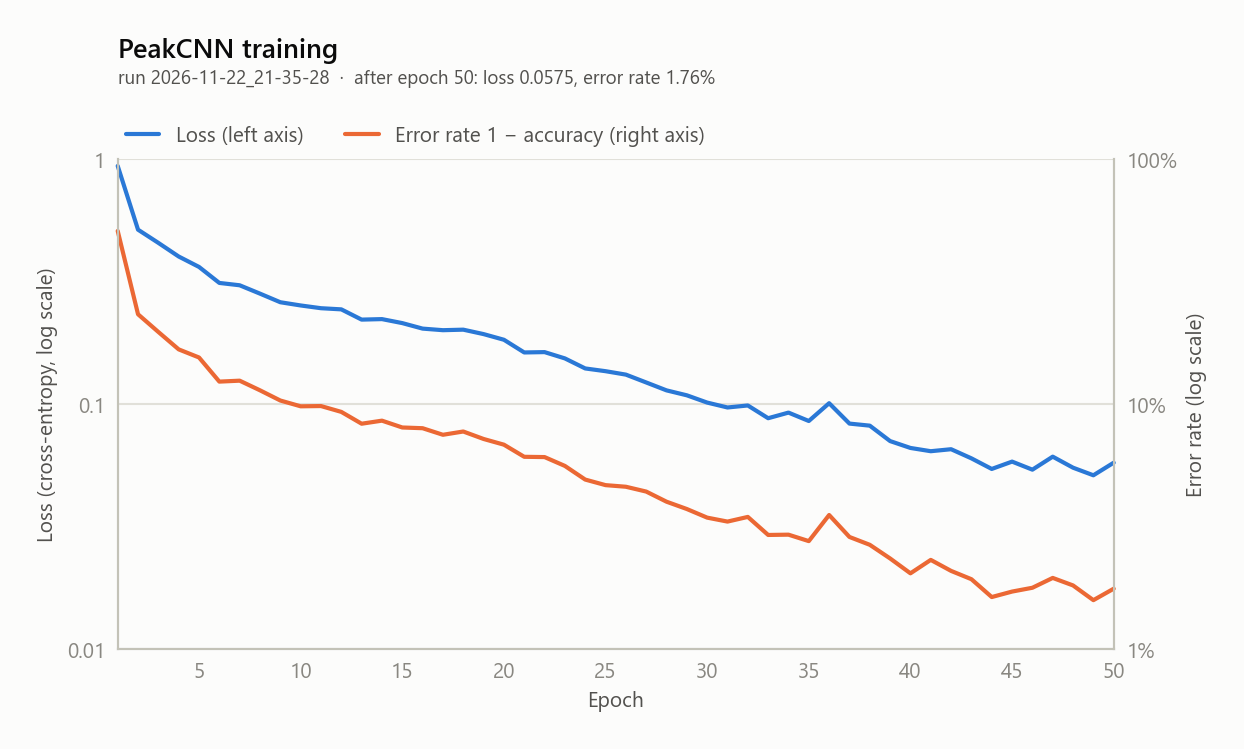 PeakCNN training
run 2026-11-22_21-35-28 · after epoch 50: loss 0.0575, error rate 1.76%
Loss (left axis)
Error rate 1 − accuracy (right axis)
1
0.1
0.01
Loss (cross-entropy, log scale)
100%
10%
1%
Error rate (log scale)
5 10 15 20 25 30 35 40 45 50
Epoch